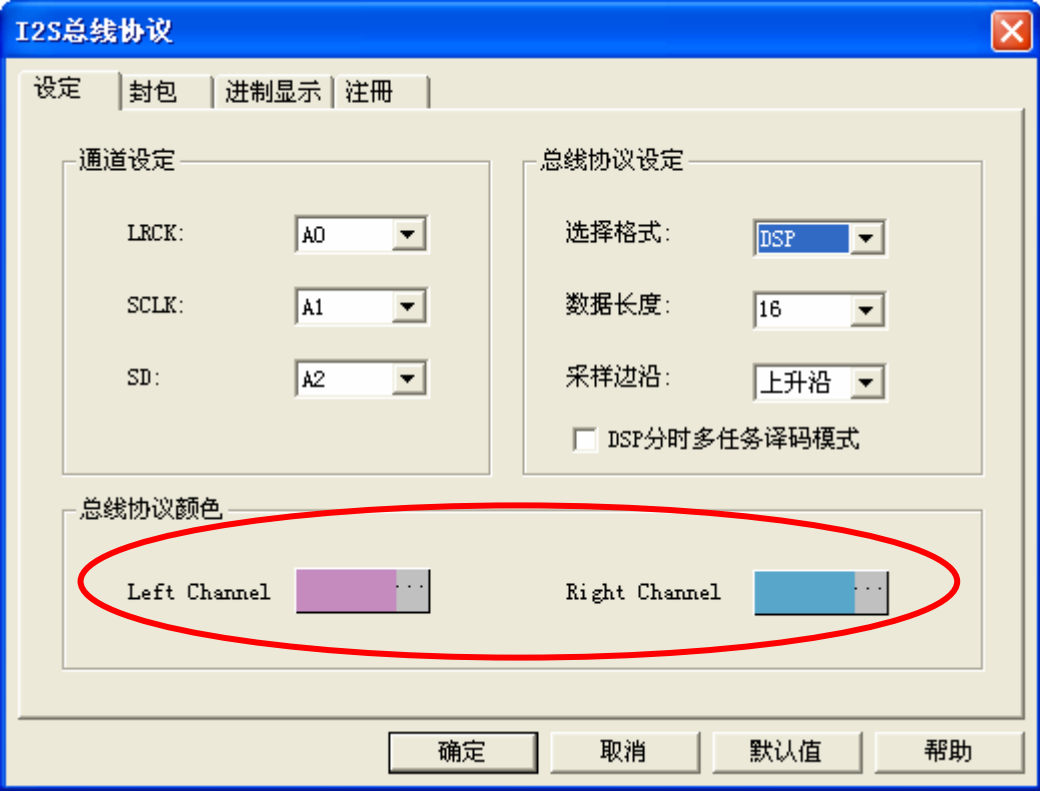 I2S总线协议
设定 封包 进制显示 注冊
通道设定
LRCK: A0
SCLK: A1
SD: A2
总线协议设定
选择格式: DSP
数据长度: 16
采样边沿: 上升沿
DSP分时多任务译码模式
总线协议颜色
Left Channel ... Right Channel ...
确定 取消 默认值 帮助